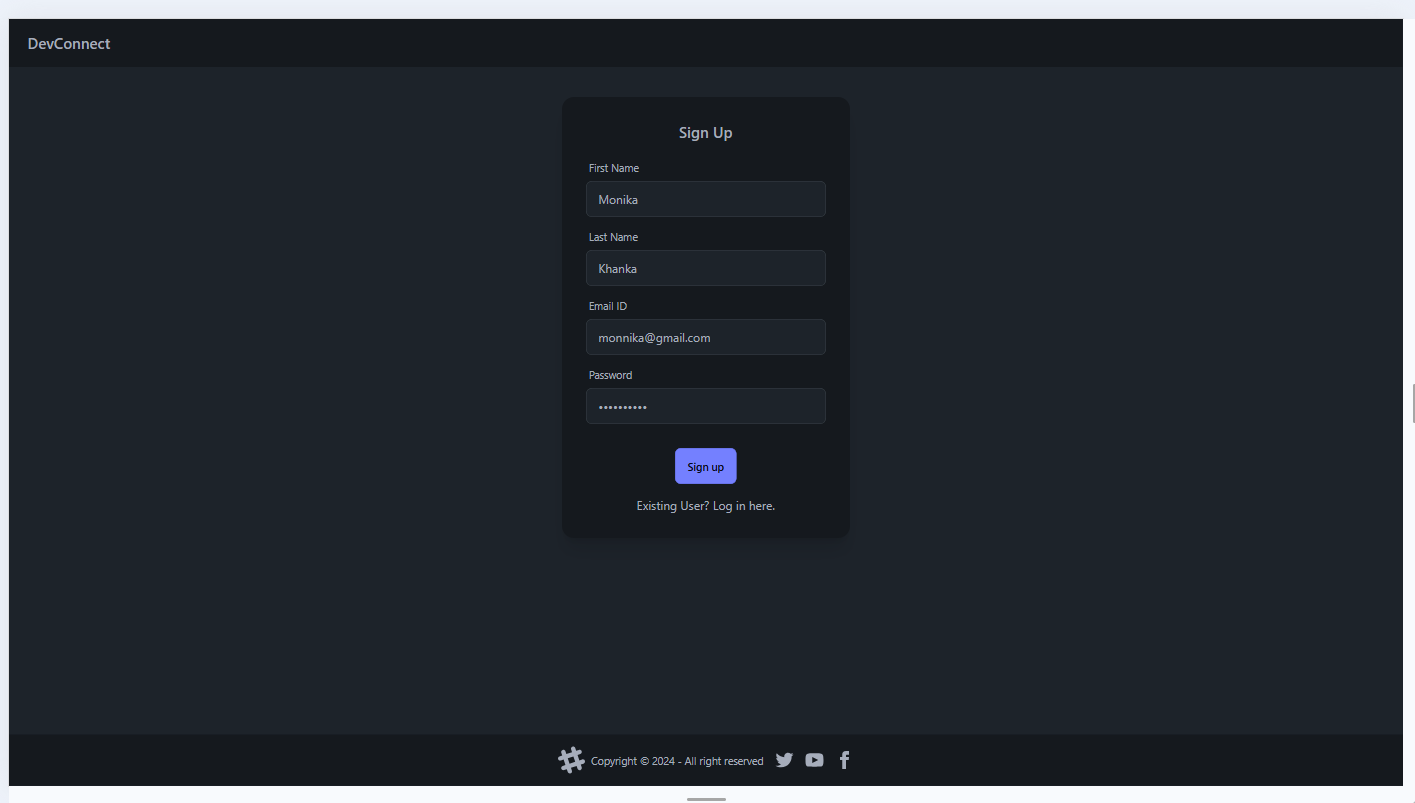 DevConnect
Sign Up
First Name
Monika
Last Name
Khanka
Email ID
monnika@gmail.com
Password
••••••••••
Sign up
Existing User? Log in here.
Copyright © 2024 - All right reserved